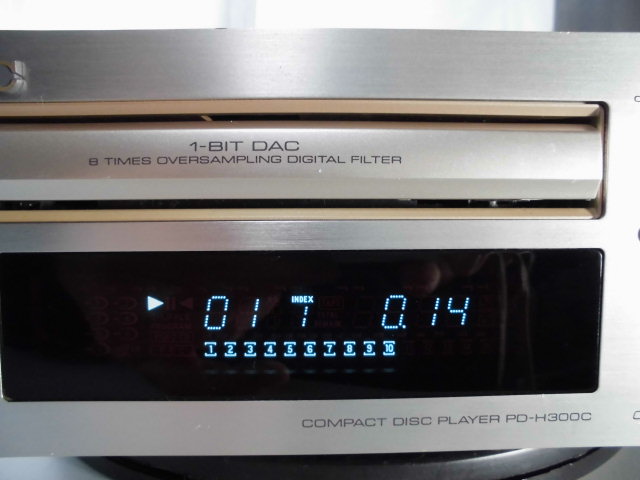 1-BIT DAC
8 TIMES OVERSAMPLING DIGITAL FILTER
INDEX
01 1 0.14
1 2 3 4 5 6 7 8 9 10
COMPACT DISC PLAYER PD-H300C